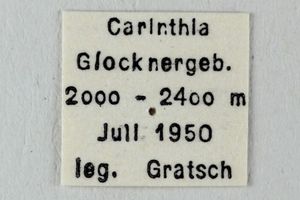 Carinthia
Glocknergeb.
2000 - 2400 m
Juli 1950
leg. Gratsch